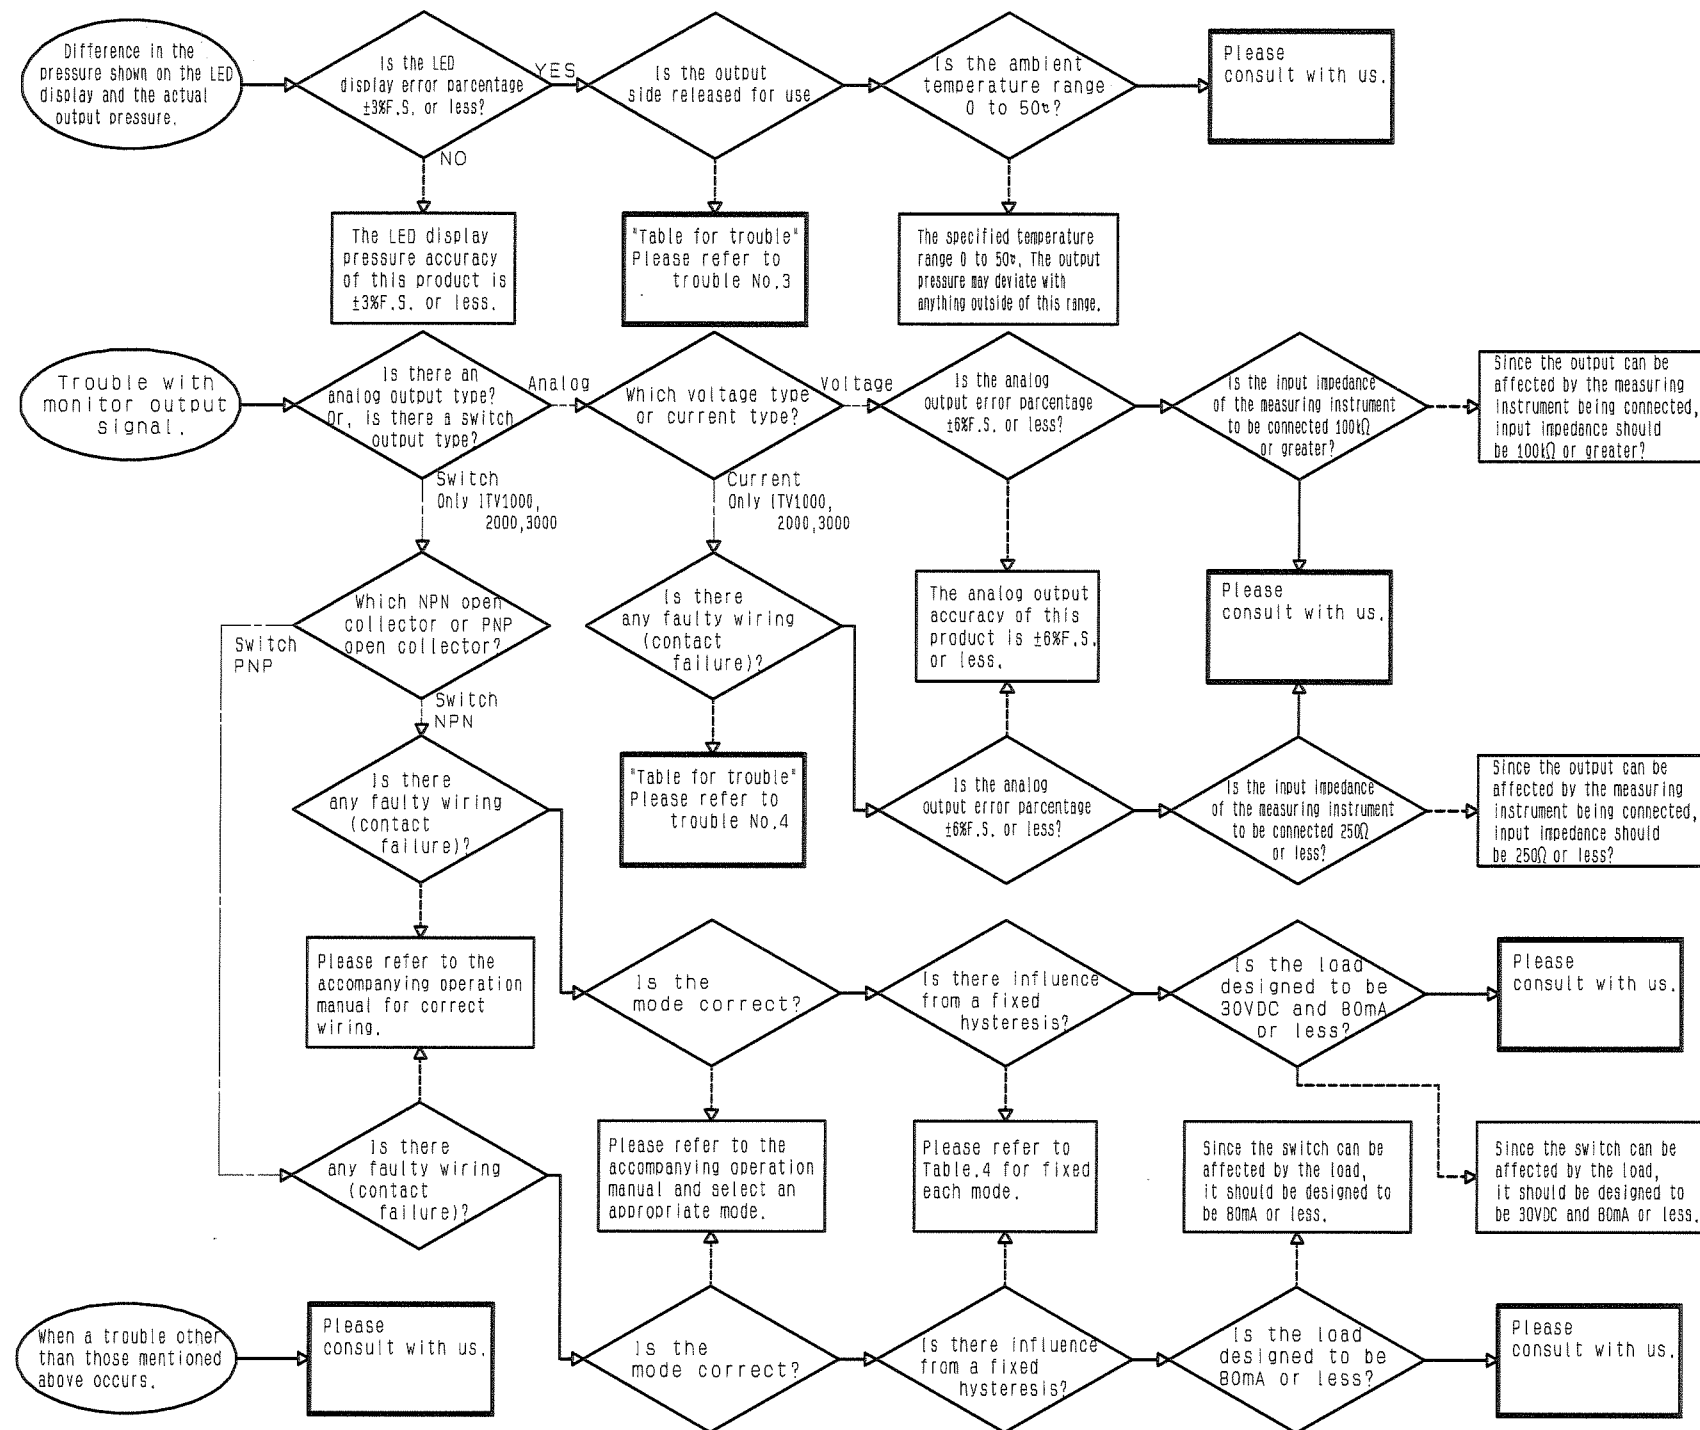 Difference in the
pressure shown on the LED
display and the actual
output pressure.
Is the LED
display error parcentage
±3%F.S. or less?
YES
NO
Is the output
side released for use
Is the ambient
temperature range
0 to 50℃?
Please
consult with us.
The LED display
pressure accuracy
of this product is
±3%F.S. or less.
"Table for trouble"
Please refer to
trouble No.3
The specified temperature
range 0 to 50℃. The output
pressure may deviate with
anything outside of this range.
Trouble with
monitor output
signal.
Is there an
analog output type?
Or, is there a switch
output type?
Analog
Switch
Only ITV1000,
2000,3000
Which voltage type
or current type?
Voltage
Current
Only ITV1000,
2000,3000
Is the analog
output error parcentage
±6%F.S. or less?
Is the input impedance
of the measuring instrument
to be connected 100kΩ
or greater?
Since the output can be
affected by the measuring
instrument being connected,
input impedance should
be 100kΩ or greater?
Which NPN open
collector or PNP
open collector?
Switch
PNP
Switch
NPN
Is there
any faulty wiring
(contact
failure)?
The analog output
accuracy of this
product is ±6%F.S.
or less.
Please
consult with us.
Is there
any faulty wiring
(contact
failure)?
"Table for trouble"
Please refer to
trouble No.4
Is the analog
output error parcentage
±6%F.S. or less?
Is the input impedance
of the measuring instrument
to be connected 250Ω
or less?
Since the output can be
affected by the measuring
instrument being connected,
input impedance should
be 250Ω or less?
Please refer to the
accompanying operation
manual for correct
wiring.
Is the
mode correct?
Is there influence
from a fixed
hysteresis?
Is the load
designed to be
30VDC and 80mA
or less?
Please
consult with us.
Is there
any faulty wiring
(contact
failure)?
Please refer to the
accompanying operation
manual and select an
appropriate mode.
Please refer to
Table.4 for fixed
each mode.
Since the switch can be
affected by the load,
it should be designed to
be 80mA or less.
Since the switch can be
affected by the load,
it should be designed to
be 30VDC and 80mA or less.
When a trouble other
than those mentioned
above occurs.
Please
consult with us.
Is the
mode correct?
Is there influence
from a fixed
hysteresis?
Is the load
designed to be
80mA or less?
Please
consult with us.